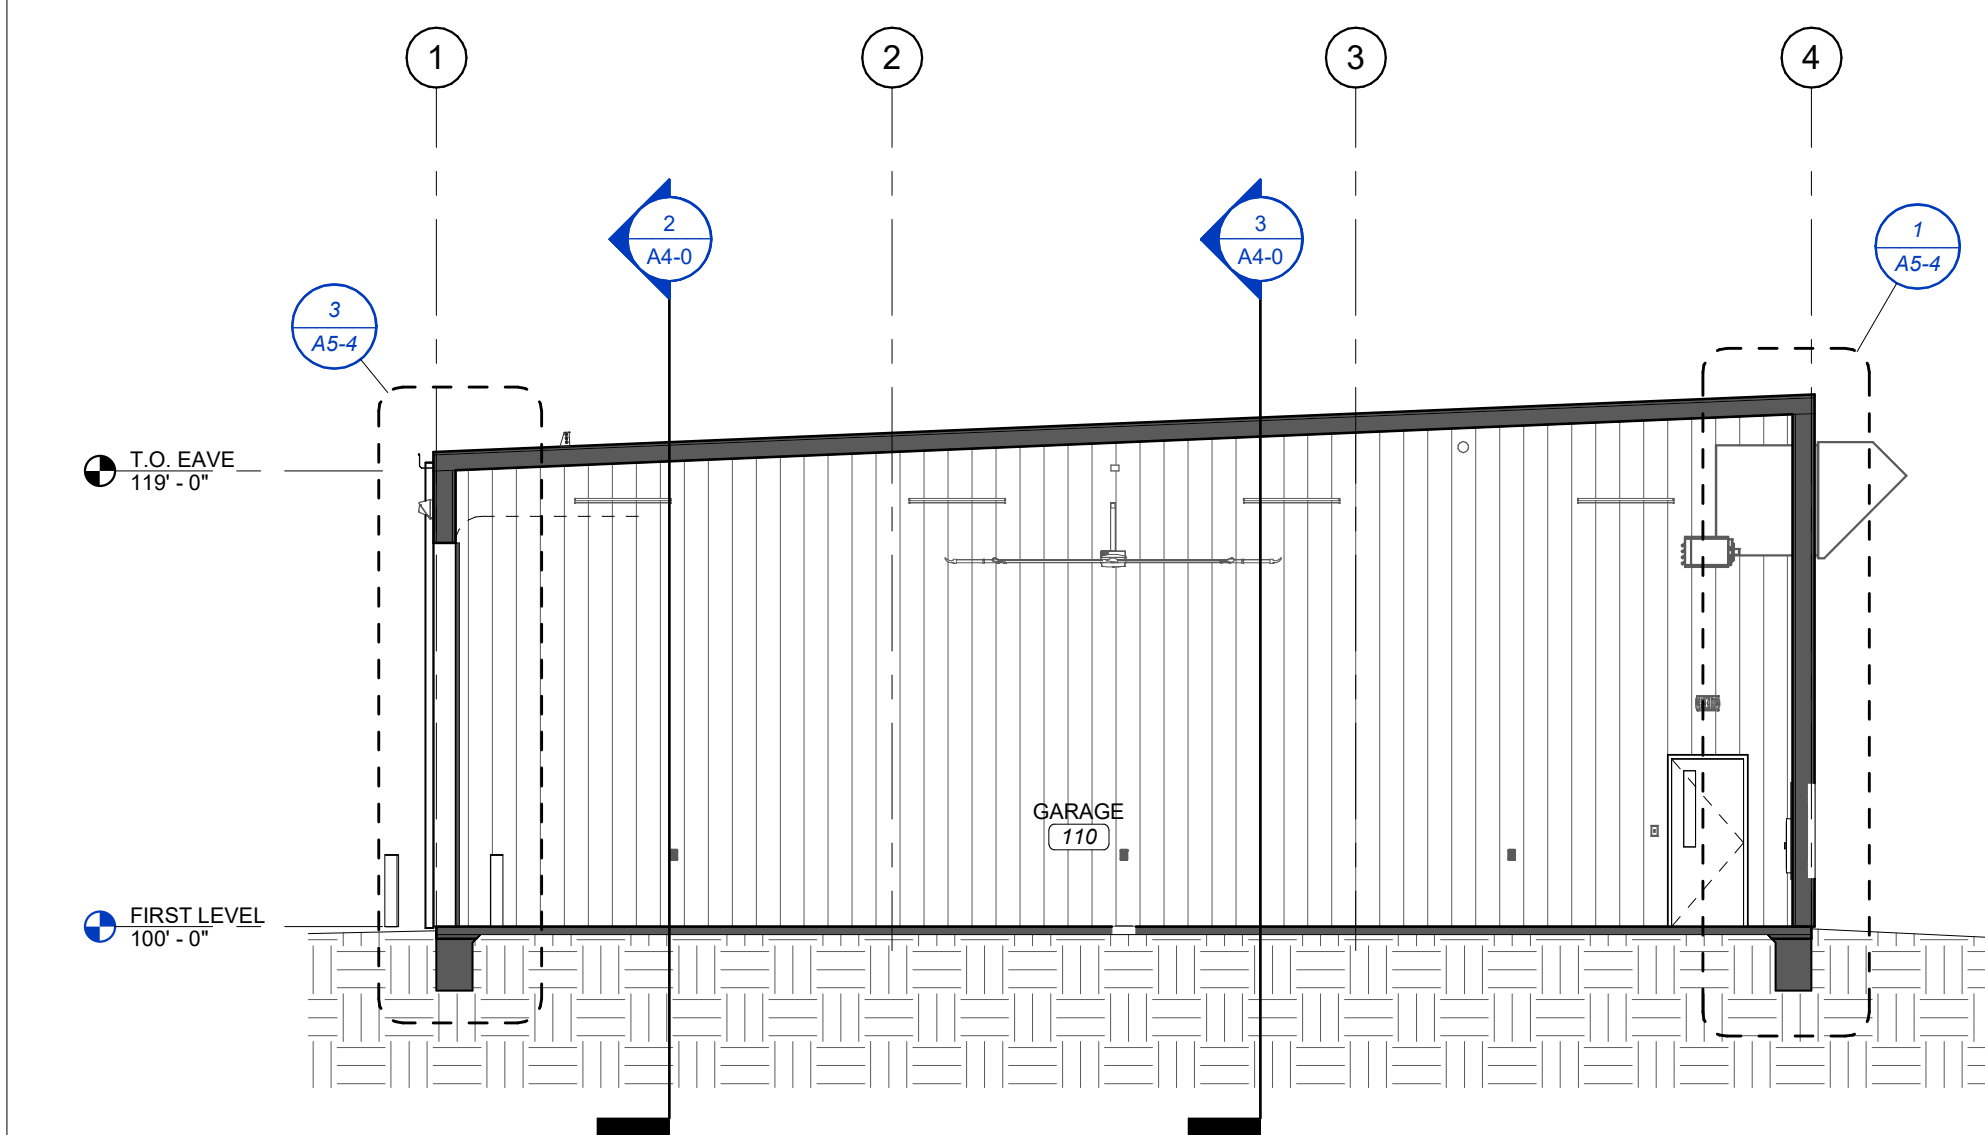 1
2
3
4
2
A4-0
3
A4-0
1
A5-4
3
A5-4
T.O. EAVE
119' - 0"
GARAGE
110
FIRST LEVEL
100' - 0"